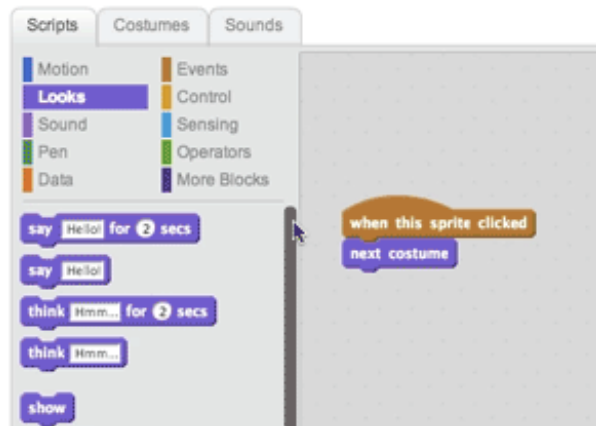 Scripts Costumes Sounds
Motion Events
Looks Control
Sound Sensing
Pen Operators
Data More Blocks
say Hello! for 2 secs
say Hello!
think Hmm... for 2 secs
think Hmm...
show
when this sprite clicked
next costume